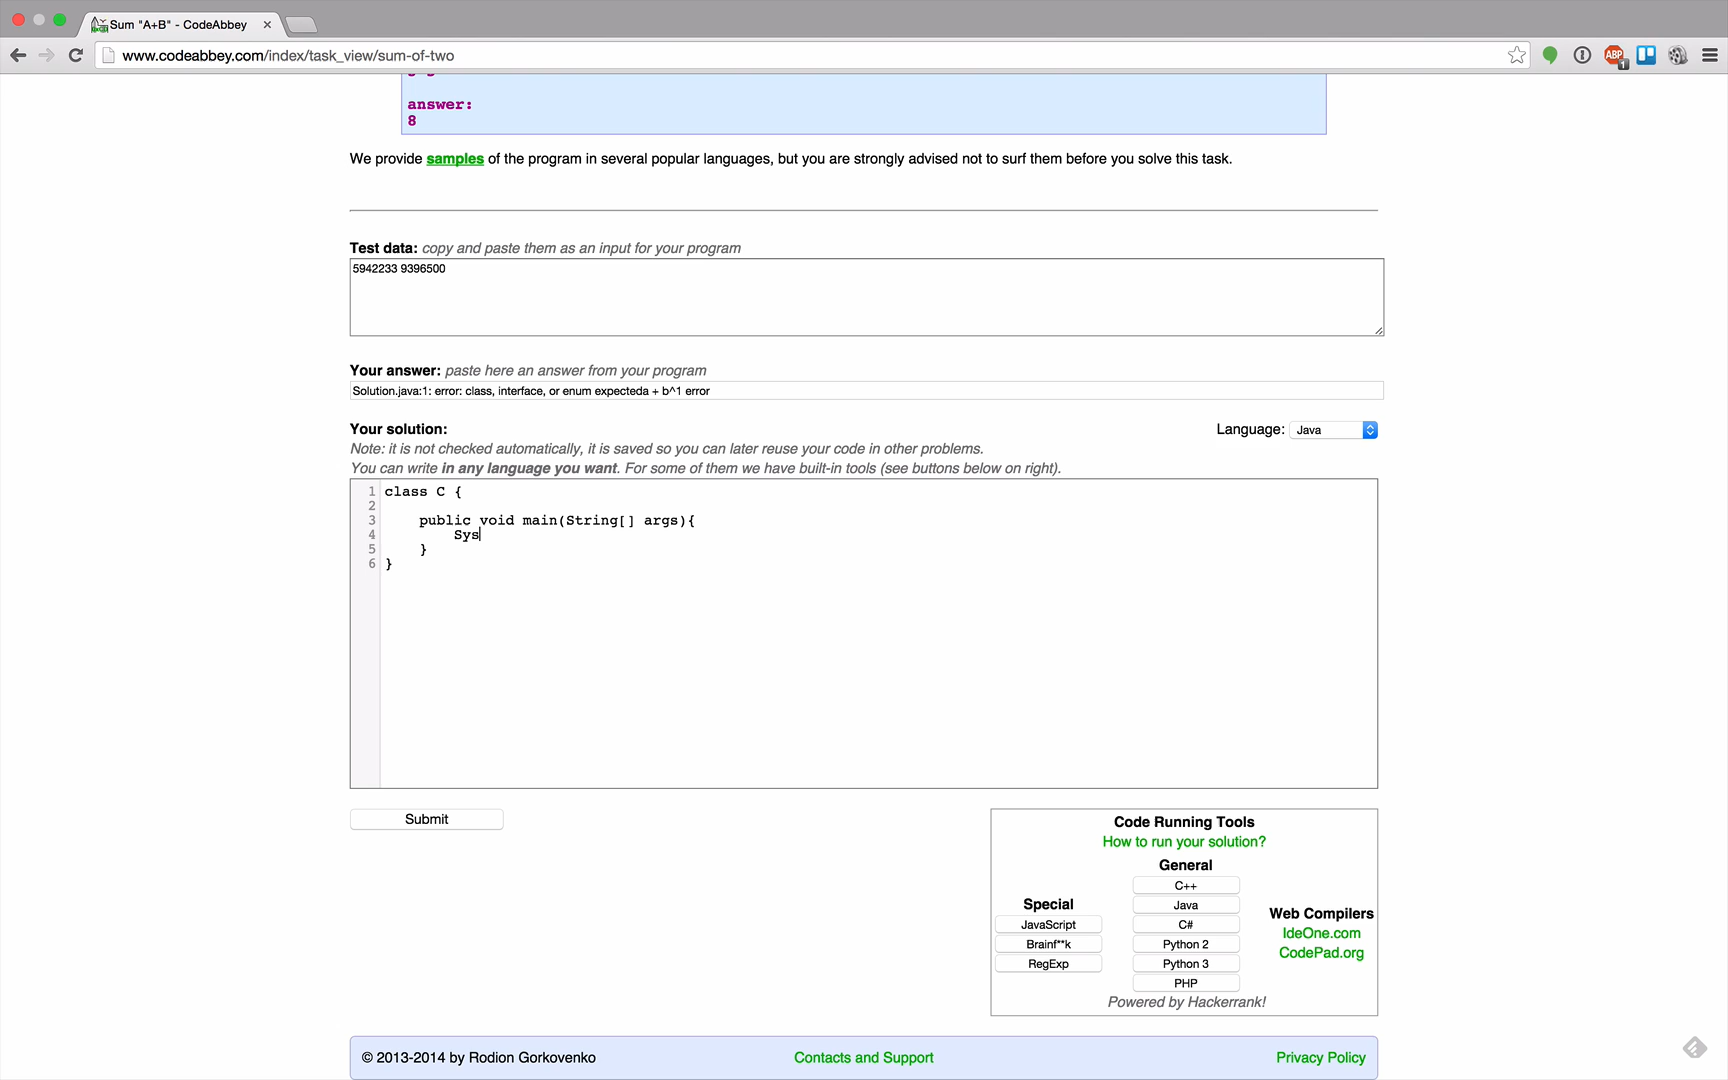 Sum "A+B" - CodeAbbey
www.codeabbey.com/index/task_view/sum-of-two
ABP
1
answer:
8
We provide samples of the program in several popular languages, but you are strongly advised not to surf them before you solve this task.
Test data: copy and paste them as an input for your program
5942233 9396500
Your answer: paste here an answer from your program
Solution.java:1: error: class, interface, or enum expecteda + b^1 error
Your solution:
Language: Java
Note: it is not checked automatically, it is saved so you can later reuse your code in other problems.
You can write in any language you want. For some of them we have built-in tools (see buttons below on right).
1 class C {
2
3 public void main(String[] args){
4 Sys
5 }
6 }
Submit
Code Running Tools
How to run your solution?
General
C++
Java
C#
Python 2
Python 3
PHP
Special
JavaScript
Brainf**k
RegExp
Web Compilers
IdeOne.com
CodePad.org
Powered by Hackerrank!
© 2013-2014 by Rodion Gorkovenko
Contacts and Support
Privacy Policy